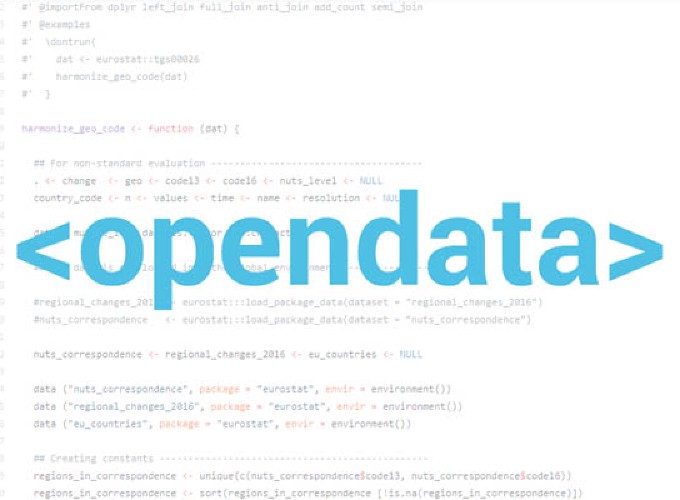 #' @importFrom dplyr left_join full_join anti_join add_count semi_join
#' @examples
#' \dontrun{
#' dat <- eurostat::tgs00026
#' harmonize_geo_code(dat)
#' }
harmonize_geo_code <- function (dat) {
## For non-standard evaluation -----------------------------------
. <- change <- geo <- code13 <- code16 <- nuts_level <- NULL
country_code <- n <- values <- time <- name <- resolution <- NULL
<opendata>
#regional_changes_201 <- eurostat:::load_package_data(dataset = "regional_changes_2016")
#nuts_correspondence <- eurostat:::load_package_data(dataset = "nuts_correspondence")
nuts_correspondence <- regional_changes_2016 <- eu_countries <- NULL
data ("nuts_correspondence", package = "eurostat", envir = environment())
data ("regional_changes_2016", package = "eurostat", envir = environment())
data ("eu_countries", package = "eurostat", envir = environment())
## Creating constants --------------------------------------------
regions_in_correspondence <- unique(c(nuts_correspondence$code13, nuts_correspondence$code16))
regions_in_correspondence <- sort(regions_in_correspondence [!is.na(regions_in_correspondence)])